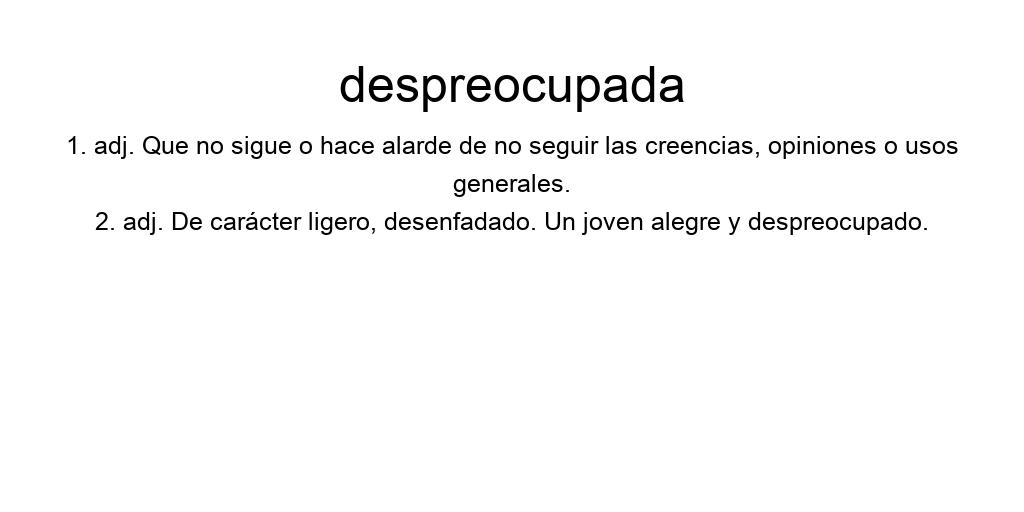 despreocupada
1. adj. Que no sigue o hace alarde de no seguir las creencias, opiniones o usos
generales.
2. adj. De carácter ligero, desenfadado. Un joven alegre y despreocupado.